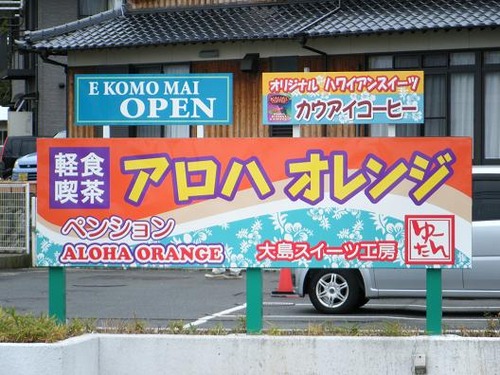 E KOMO MAI
OPEN
オリジナル ハワイアンスイーツ
カウアイコーヒー
軽食
喫茶
アロハ オレンジ
ペンション
ALOHA ORANGE
大島スイーツ工房
ゆーたん